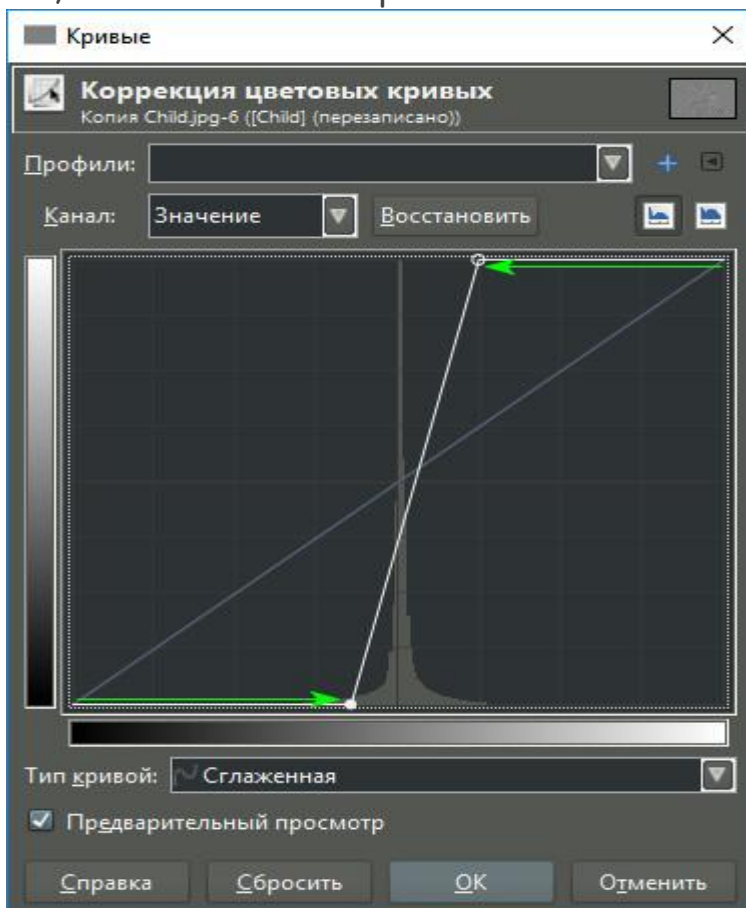 Кривые
Коррекция цветовых кривых
Копия Child.jpg-6 ([Child] (перезаписано))
Профили:
Канал: Значение Восстановить
Тип кривой: Сглаженная
Предварительный просмотр
Справка Сбросить OK Отменить